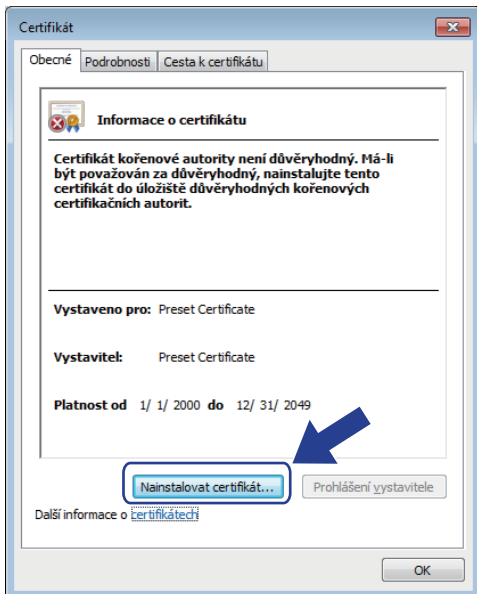 Certifikát
Obecné Podrobnosti Cesta k certifikátu
Informace o certifikátu
Certifikát kořenové autority není důvěryhodný. Má-li
být považován za důvěryhodný, nainstalujte tento
certifikát do úložiště důvěryhodných kořenových
certifikačních autorit.
Vystaveno pro: Preset Certificate
Vystavitel: Preset Certificate
Platnost od 1/ 1/ 2000 do 12/ 31/ 2049
Nainstalovat certifikát... Prohlášení vystavitele
Další informace o certifikátech
OK